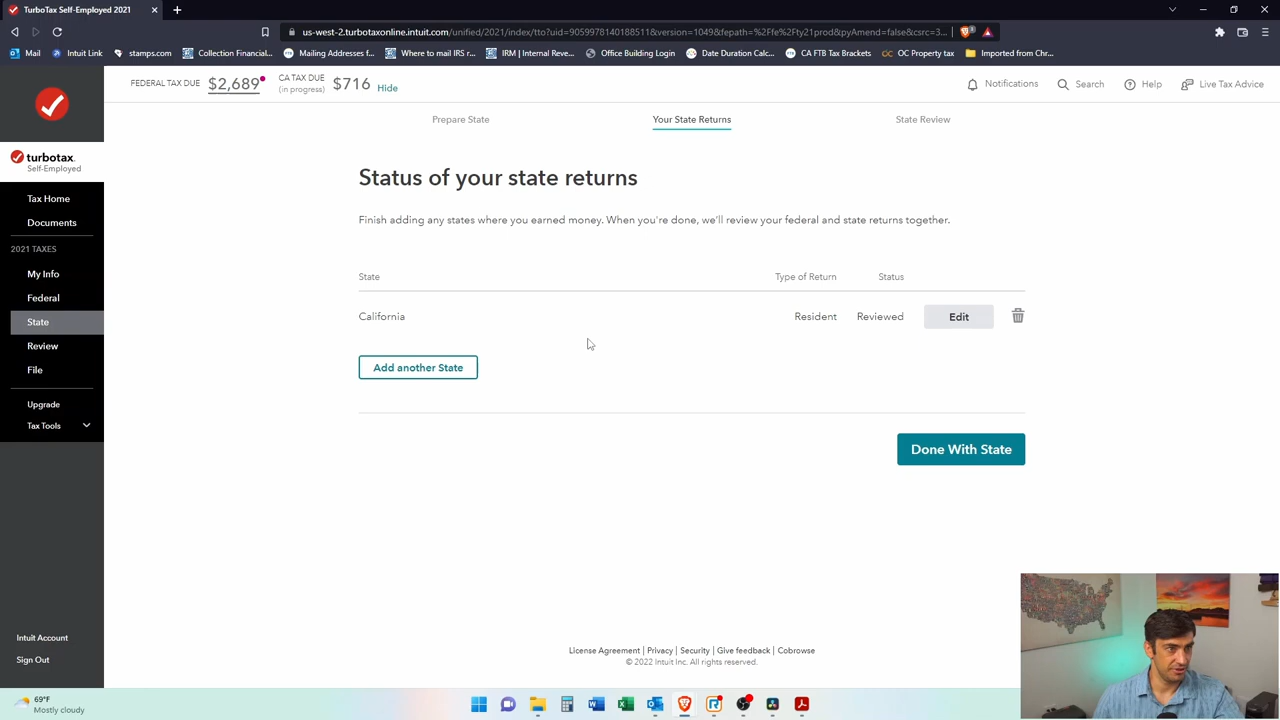 TurboTax Self-Employed 2021
us-west-2.turbotaxonline.intuit.com/unified/2021/index/tto?uid=9059978140188511&version=1049&fepath=%2Ffe%2Fty21prod&pyAmend=false&csrc=3...
Mail
Intuit Link
stamps.com
Collection Financial...
Mailing Addresses f...
Where to mail IRS r...
IRM | Internal Reve...
Office Building Login
Date Duration Calc...
CA FTB Tax Bracets
OC Property tax
Imported from Chr...
FEDERAL TAX DUE $2,689
CA TAX DUE
(in progress) $716 Hide
Notifications
Search
Help
Live Tax Advice
turbotax
Self-Employed
Tax Home
Documents
2021 TAXES
My Info
Federal
State
Review
File
Upgrade
Tax Tools
Intuit Account
Sign Out
Prepare State
Your State Returns
State Review
Status of your state returns
Finish adding any states where you earned money. When you're done, we'll review your federal and state returns together.
State Type of Return Status
California Resident Reviewed Edit
Add another State
Done With State
License Agreement | Privacy | Security | Give feedback | Cobrowse
© 2022 Intuit Inc. All rights reserved.
69°F
Mostly cloudy